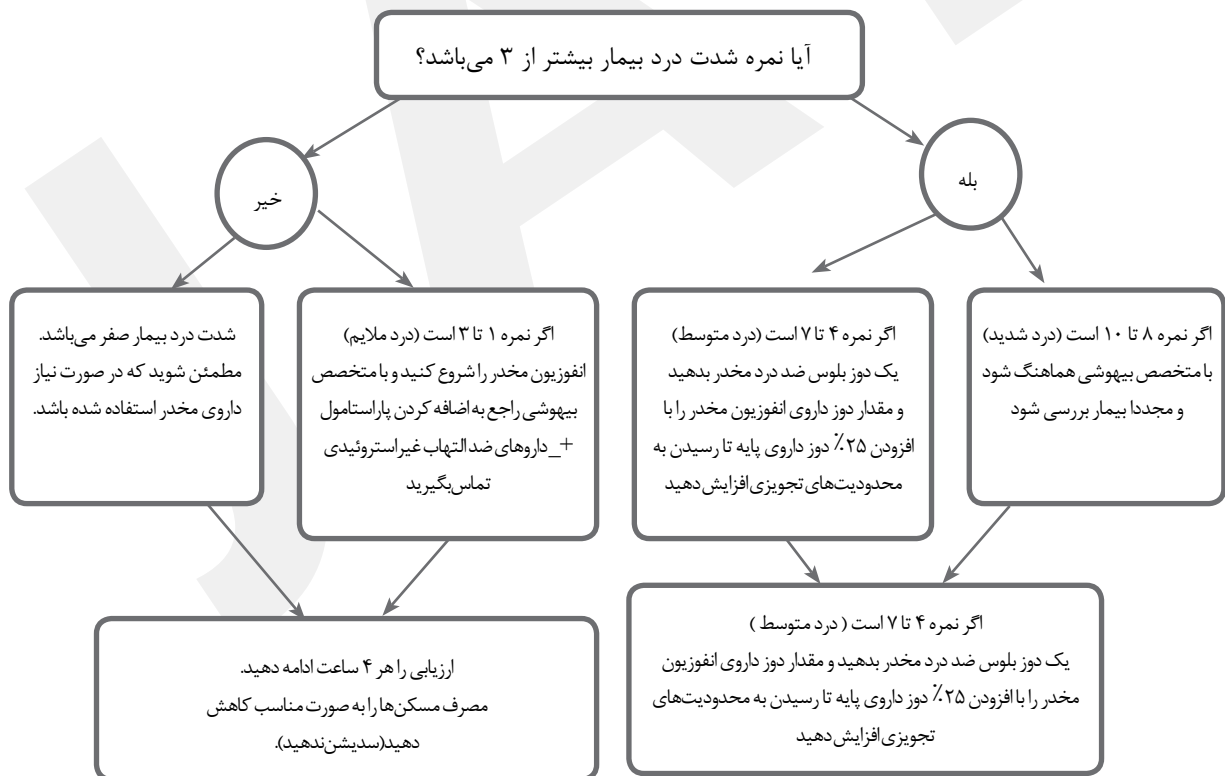 آیا نمره شدت درد بیمار بیشتر از ۳ می‌باشد؟
بله
خیر
اگر نمره ۸ تا ۱۰ است (درد شدید)
با متخصص بیهوشی هماهنگ شود
و مجددا بیمار بررسی شود
اگر نمره ۴ تا ۷ است (درد متوسط)
یک دوز بلوس ضد درد مخدر بدهید
و مقدار دوز داروی انفوزیون مخدر را با
افزودن ۲۵٪ دوز داروی پایه تا رسیدن به
محدودیت‌های تجویزی افزایش دهید
اگر نمره ۱ تا ۳ است (درد ملایم)
انفوزیون مخدر را شروع کنید و با متخصص
بیهوشی راجع به اضافه کردن پاراستامول
+_داروهای ضد التهاب غیراستروئیدی
تماس بگیرید
شدت درد بیمار صفر می‌باشد.
مطمئن شوید که در صورت نیاز
داروی مخدر استفاده شده باشد.
اگر نمره ۴ تا ۷ است ( درد متوسط )
یک دوز بلوس ضد درد مخدر بدهید و مقدار دوز داروی انفوزیون
مخدر را با افزودن ۲۵٪ دوز داروی پایه تا رسیدن به محدودیت‌های
تجویزی افزایش دهید
ارزیابی را هر ۴ ساعت ادامه دهید.
مصرف مسکن‌ها را به صورت مناسب کاهش
دهید(سدیشن ندهید).